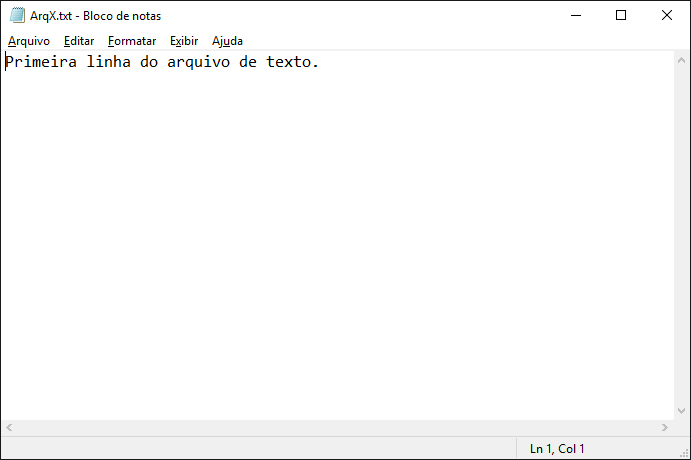 ArqX.txt - Bloco de notas
Arquivo Editar Formatar Exibir Ajuda
Primeira linha do arquivo de texto.
Ln 1, Col 1